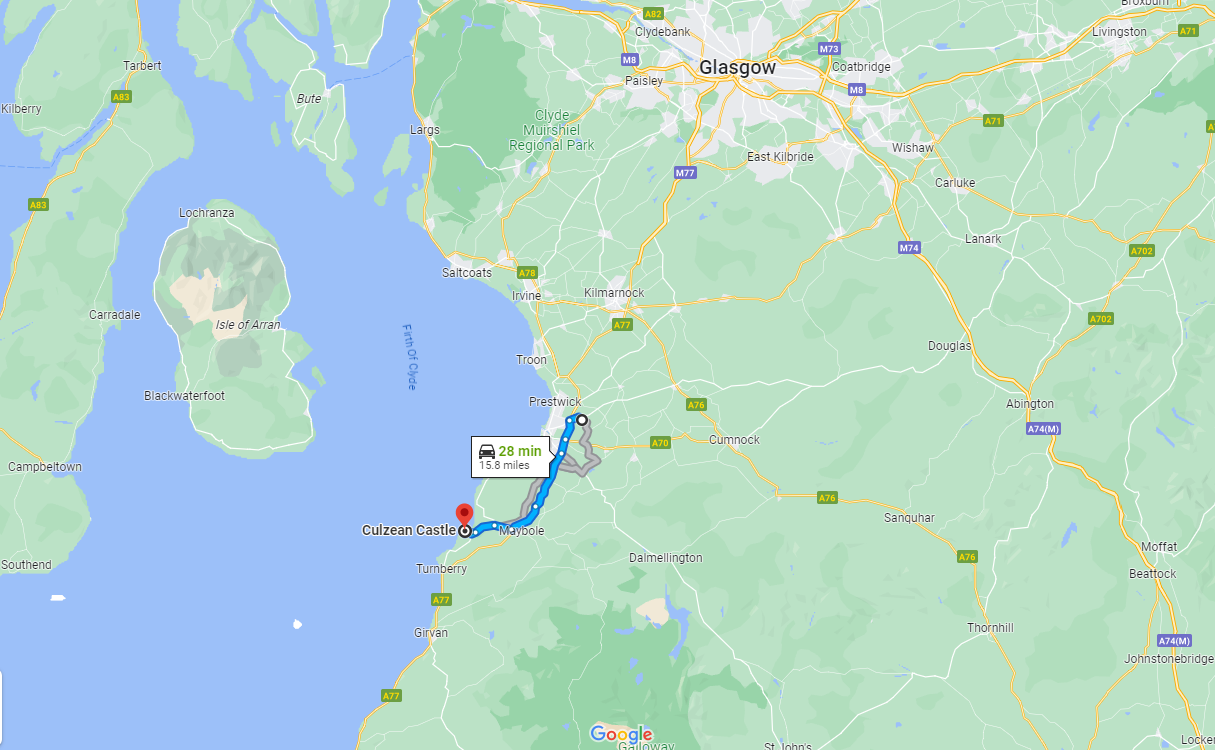 A82
Broxburn
Clydebank
Livingston
A71
M73
Tarbert
M8
Glasgow
Coatbridge
Paisley
M8
A83
Bute
Kilberry
Clyde
Muirshiel
Regional Park
A71
Largs
Wishaw
East Kilbride
M77
Carluke
A83
Lochranza
Lanark
M74
A702
Saltcoats
A78
Irvine
Kilmarnock
Carradale
Isle of Arran
A77
A702
Firth Of Clyde
Douglas
Troon
Blackwaterfoot
Prestwick
A76
Abington
A74(M)
Cumnock
A70
28 min
15.8 miles
Campbeltown
A76
Sanquhar
Culzean Castle
Maybole
Moffat
A76
Dalmellington
Southend
Turnberry
Beattock
A77
Thornhill
Girvan
A74(M)
Johnstonebridge
A77
Google
Galloway
St John's